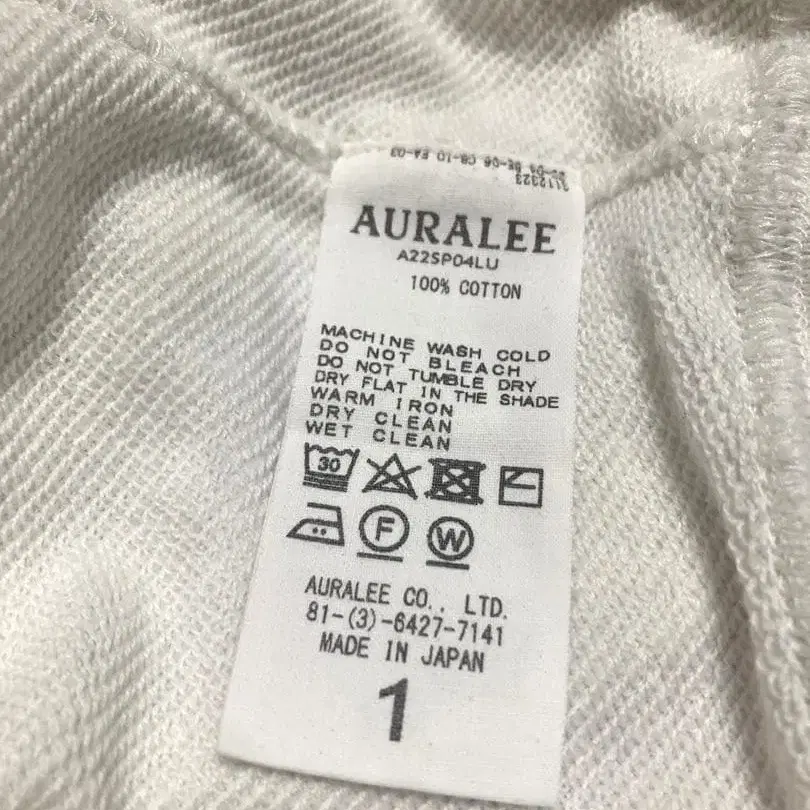 AURALEE
A22SP04LU
100% COTTON
MACHINE WASH COLD
DO NOT BLEACH
DO NOT TUMBLE DRY
DRY FLAT IN THE SHADE
WARM IRON
DRY CLEAN
WET CLEAN
30
F W
AURALEE CO., LTD.
81-(3)-6427-7141
MADE IN JAPAN
1